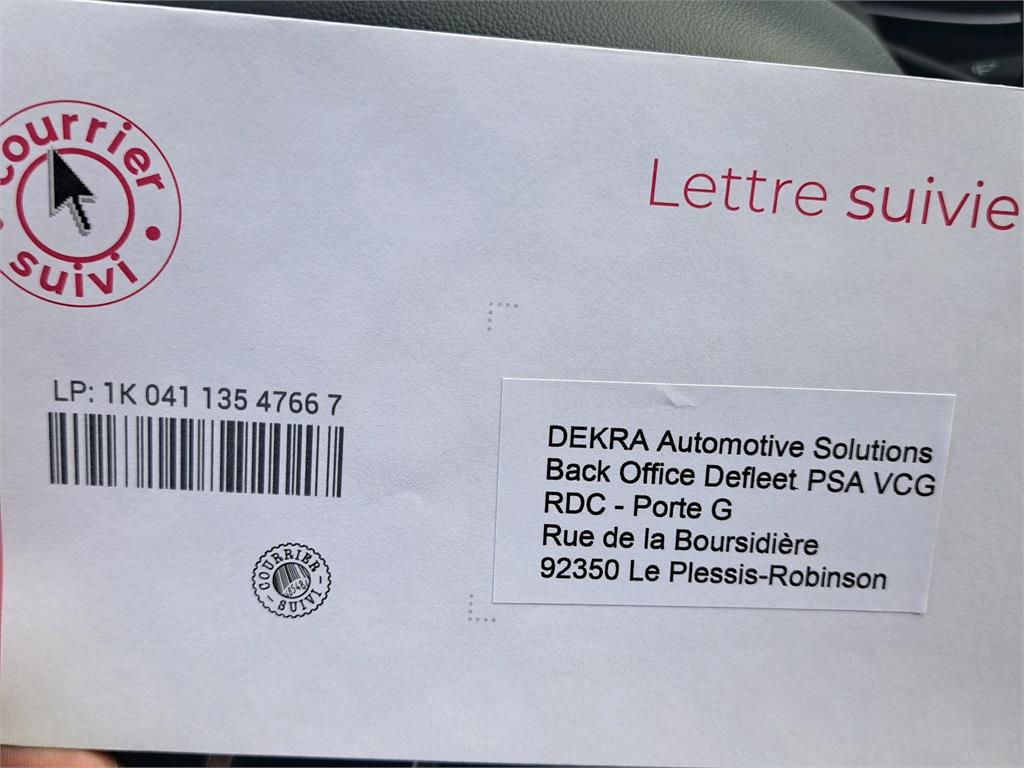 courrier
suivi
Lettre suivie
LP: 1K 041 135 4766 7
DEKRA Automotive Solutions
Back Office Defleet PSA VCG
RDC - Porte G
Rue de la Boursidière
92350 Le Plessis-Robinson
COURRIER
SUIVI